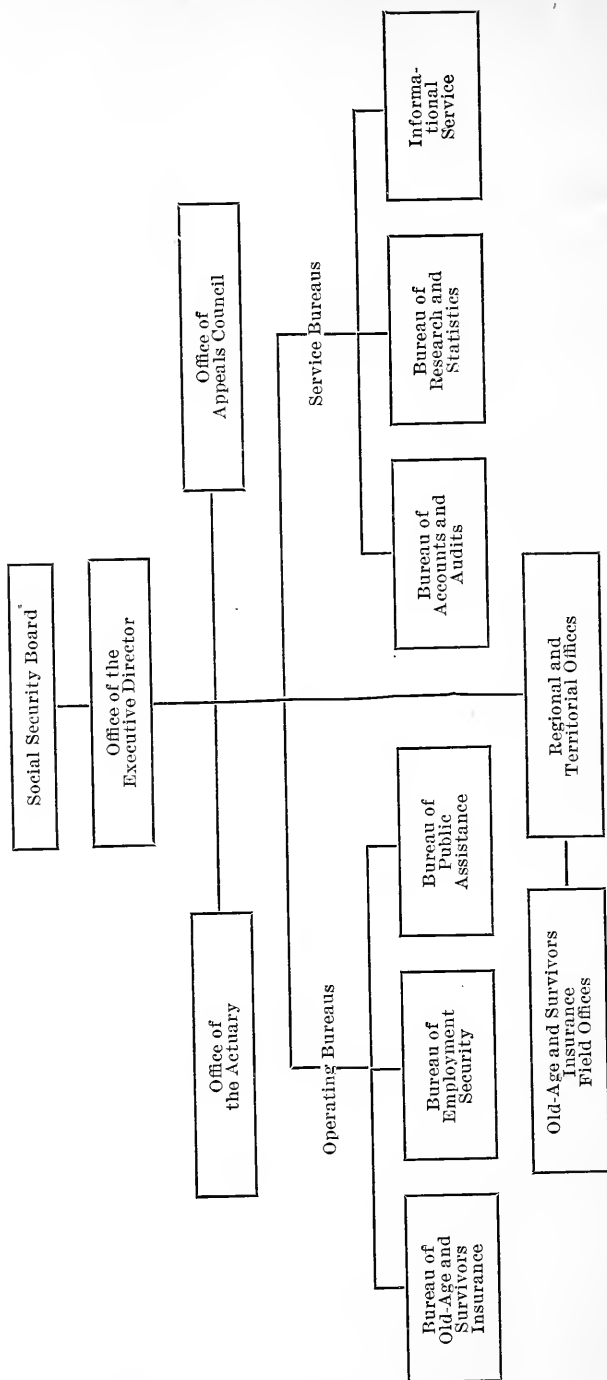 Social Security Board
Office of the
Executive Director
Office of
the Actuary
Office of
Appeals Council
Operating Bureaus
Service Bureaus
Bureau of
Old-Age and
Survivors
Insurance
Bureau of
Employment
Security
Bureau of
Public
Assistance
Bureau of
Accounts and
Audits
Bureau of
Research and
Statistics
Informa-
tional
Service
Old-Age and Survivors
Insurance
Field Offices
Regional and
Territorial Offices